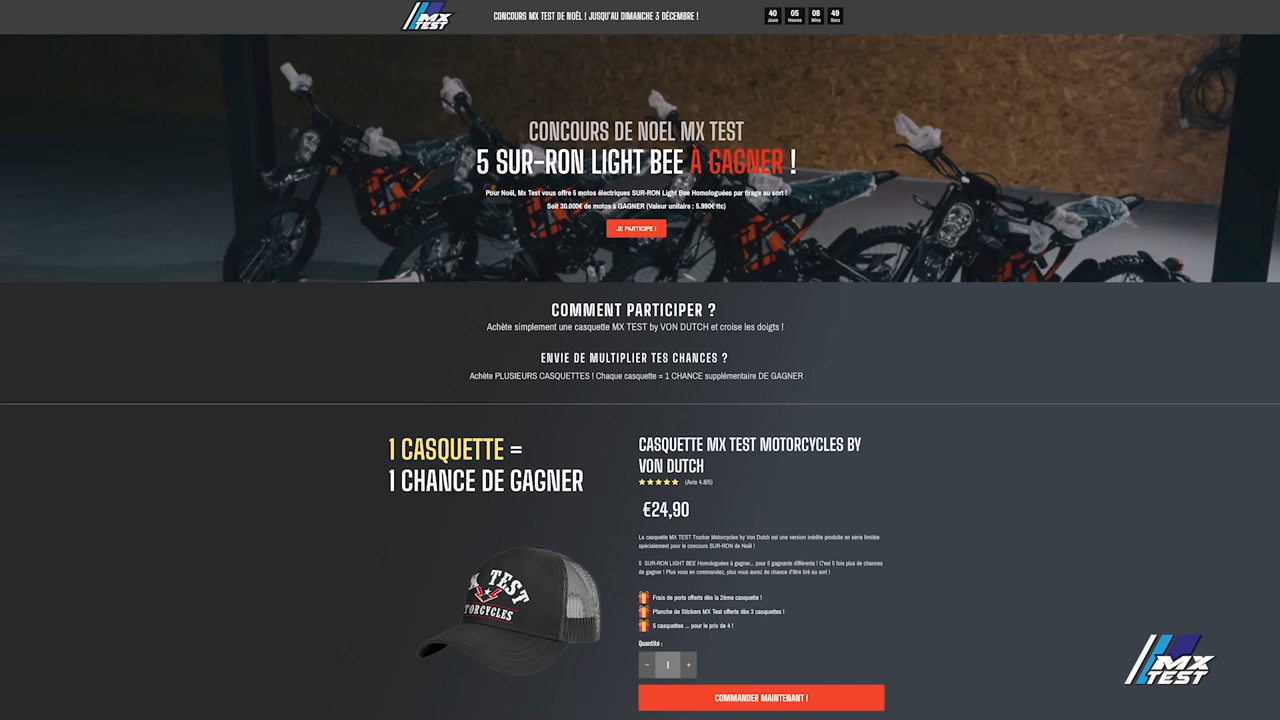 MX
TEST
CONCOURS MX TEST DE NOËL ! JUSQU'AU DIMANCHE 3 DÉCEMBRE !
40 05 08 49
Jours Heures Mins Secs
CONCOURS DE NOEL MX TEST
5 SUR-RON LIGHT BEE À GAGNER !
Pour Noël, Mx Test vous offre 5 motos électriques SUR-RON Light Bee Homologuées par tirage au sort !
Soit 30.000€ de motos à GAGNER (Valeur unitaire : 5.990€ ttc)
JE PARTICIPE !
COMMENT PARTICIPER ?
Achète simplement une casquette MX TEST by VON DUTCH et croise les doigts !
ENVIE DE MULTIPLIER TES CHANCES ?
Achète PLUSIEURS CASQUETTES ! Chaque casquette = 1 CHANCE supplémentaire DE GAGNER
1 CASQUETTE =
1 CHANCE DE GAGNER
X TEST
TORCYCLES
CASQUETTE MX TEST MOTORCYCLES BY
VON DUTCH
(Avis 4.8/5)
€24,90
La casquette MX TEST Trucker Motorcycles by Von Dutch est une version inédite produite en série limitée
spécialement pour le concours SUR-RON de Noël !
5 SUR-RON LIGHT BEE Homologuées à gagner... pour 5 gagnants différents ! C'est 5 fois plus de chances
de gagner ! Plus vous en commandez, plus vous aurez de chance d'être tiré au sort !
Frais de ports offerts dès la 2ème casquette !
Planche de Stickers MX Test offerte dès 3 casquettes !
5 casquettes ... pour le prix de 4 !
Quantité :
− 1 +
COMMANDER MAINTENANT !
MX
TEST